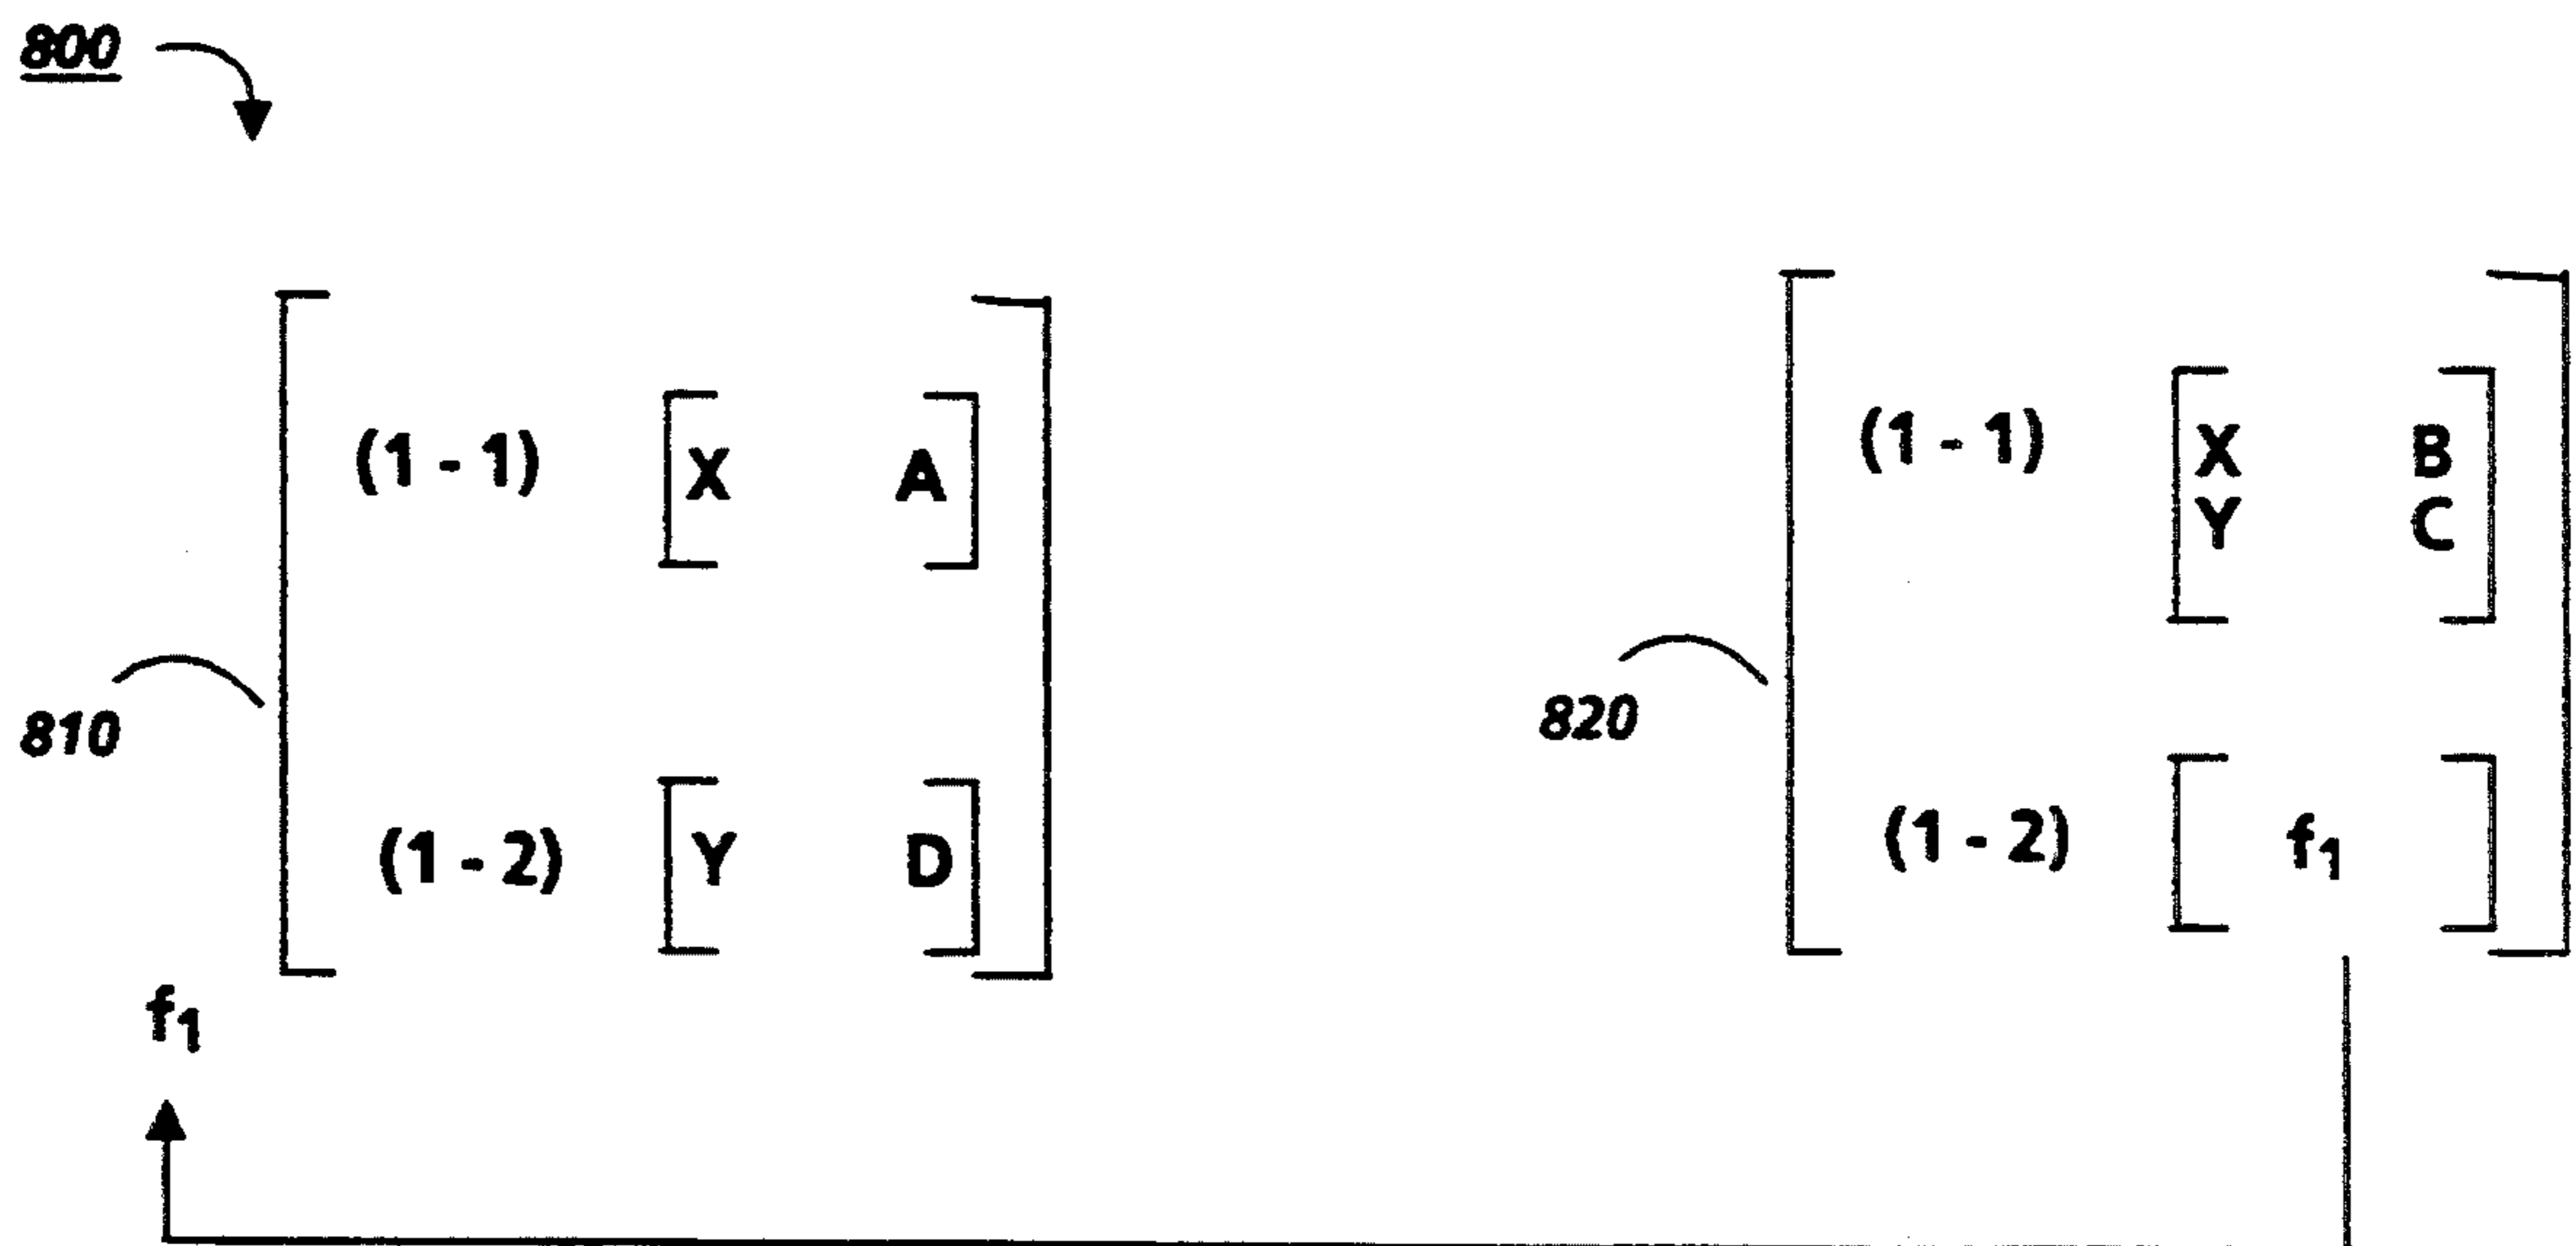 800
(1 - 1) X A
810
(1 - 2) Y D
f₁
(1 - 1) X B
Y C
820
(1 - 2) f₁